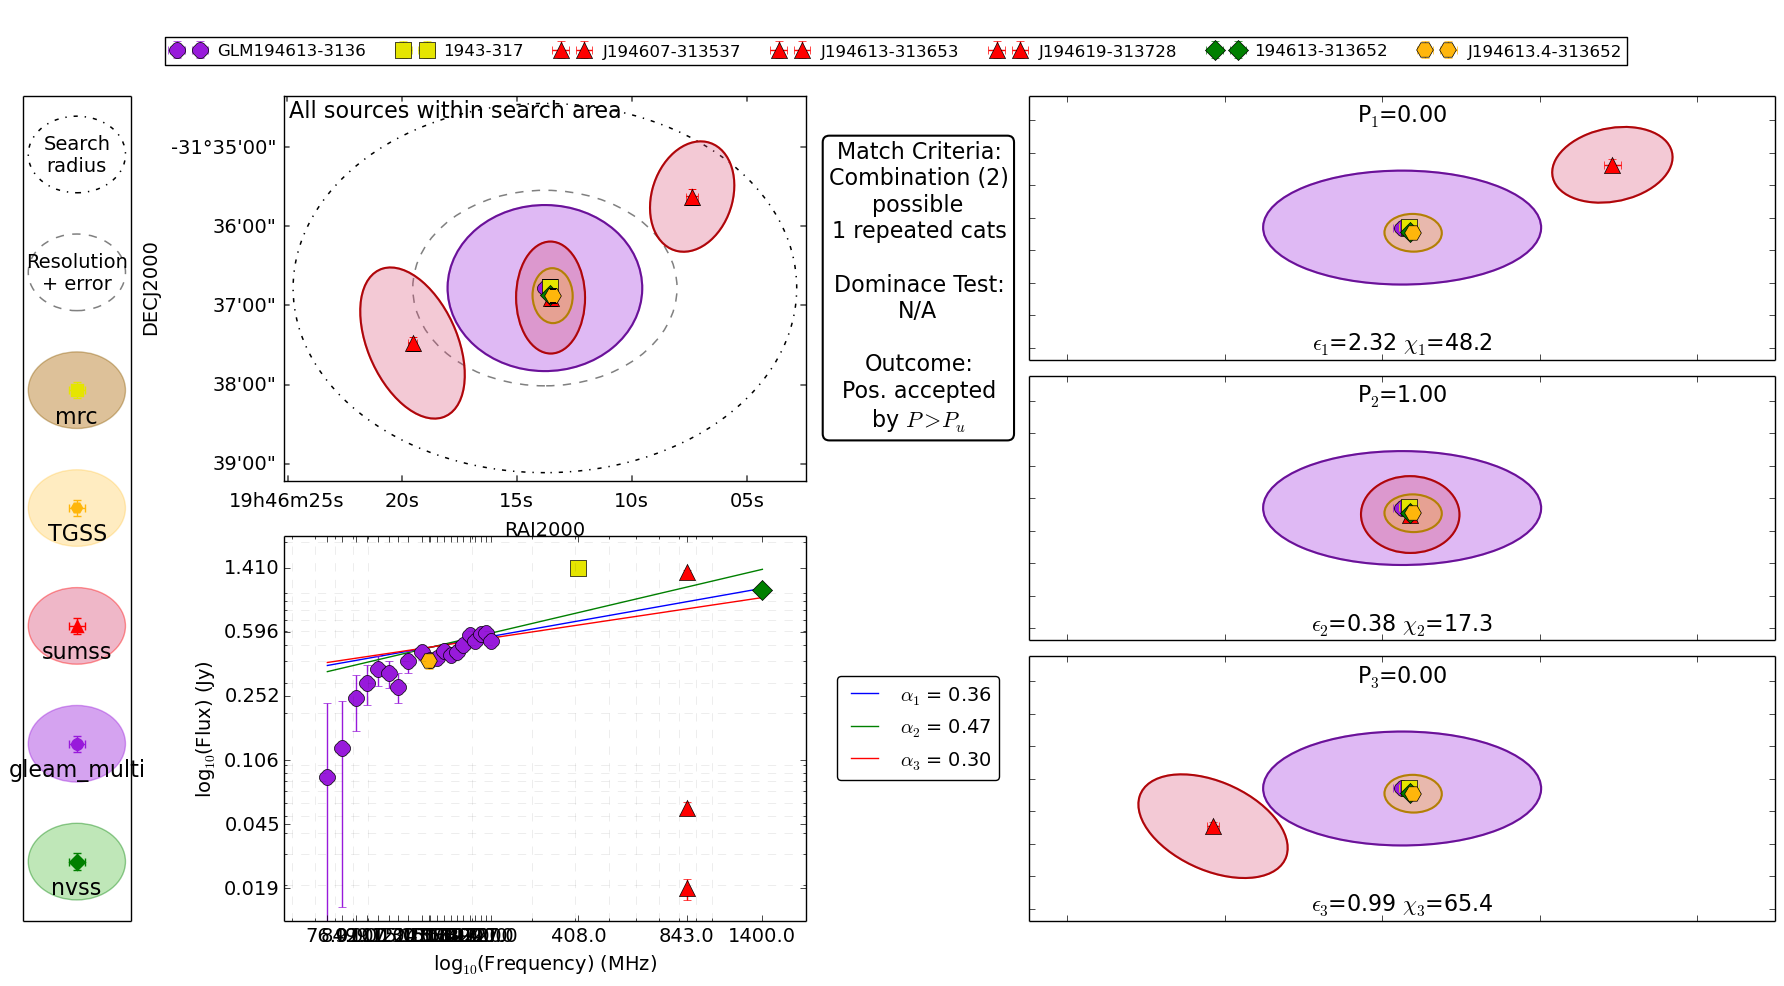 GLM194613-3136 1943-317 J194607-313537 J194613-313653 J194619-313728 194613-313652 J194613.4-313652
Search
radius
Resolution
+ error
mrc
TGSS
sumss
gleam_multi
nvss
All sources within search area
DECJ2000
-31°35'00"
36'00"
37'00"
38'00"
39'00"
19h46m25s 20s 15s 10s 05s
RAJ2000
Match Criteria:
Combination (2)
possible
1 repeated cats
Dominace Test:
N/A
Outcome:
Pos. accepted
by P>P_u
log₁₀(Flux) (Jy)
1.410
0.596
0.252
0.106
0.045
0.019
408.0 843.0 1400.0
log₁₀(Frequency) (MHz)
α₁ = 0.36
α₂ = 0.47
α₃ = 0.30
P₁=0.00
ϵ₁=2.32 χ₁=48.2
P₂=1.00
ϵ₂=0.38 χ₂=17.3
P₃=0.00
ϵ₃=0.99 χ₃=65.4